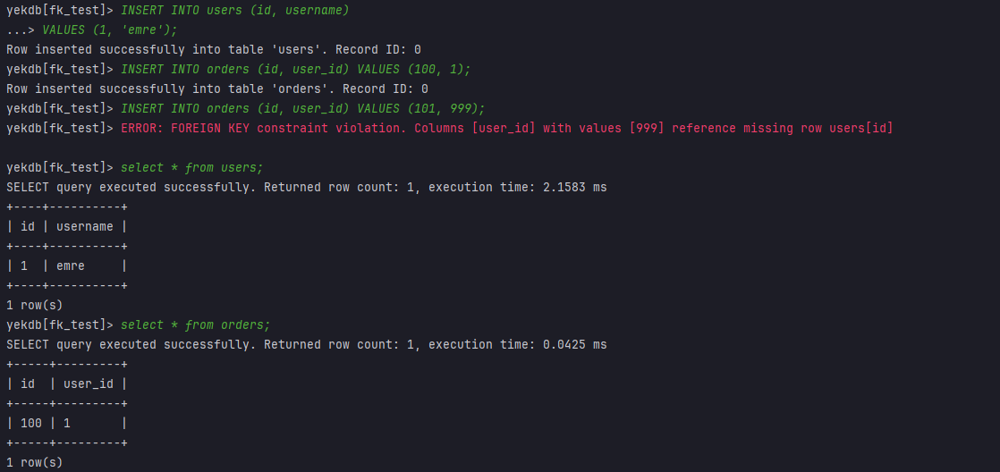 yekdb[fk_test]> INSERT INTO users (id, username)
...> VALUES (1, 'emre');
Row inserted successfully into table 'users'. Record ID: 0
yekdb[fk_test]> INSERT INTO orders (id, user_id) VALUES (100, 1);
Row inserted successfully into table 'orders'. Record ID: 0
yekdb[fk_test]> INSERT INTO orders (id, user_id) VALUES (101, 999);
yekdb[fk_test]> ERROR: FOREIGN KEY constraint violation. Columns [user_id] with values [999] reference missing row users[id]
yekdb[fk_test]> select * from users;
SELECT query executed successfully. Returned row count: 1, execution time: 2.1583 ms
+----+----------+
| id | username |
+----+----------+
| 1  | emre     |
+----+----------+
1 row(s)
yekdb[fk_test]> select * from orders;
SELECT query executed successfully. Returned row count: 1, execution time: 0.0425 ms
+-----+---------+
| id  | user_id |
+-----+---------+
| 100 | 1       |
+-----+---------+
1 row(s)